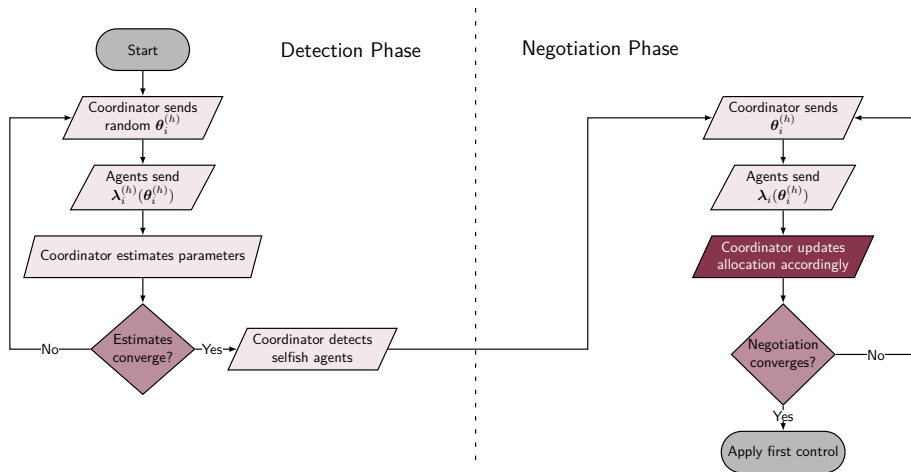 Start
Detection Phase
Negotiation Phase
Coordinator sends
random θ_i^(h)
Agents send
λ_i^(h)(θ_i^(h))
Coordinator estimates parameters
Estimates
converge?
No
Yes
Coordinator detects
selfish agents
Coordinator sends
θ_i^(h)
Agents send
λ_i(θ_i^(h))
Coordinator updates
allocation accordingly
Negotiation
converges?
No
Yes
Apply first control